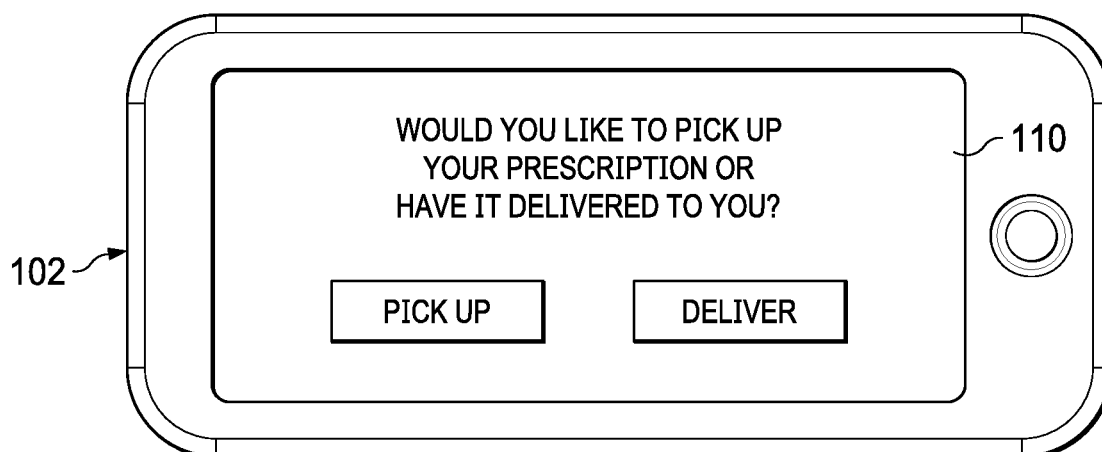 WOULD YOU LIKE TO PICK UP
YOUR PRESCRIPTION OR
HAVE IT DELIVERED TO YOU?
110
102
PICK UP
DELIVER